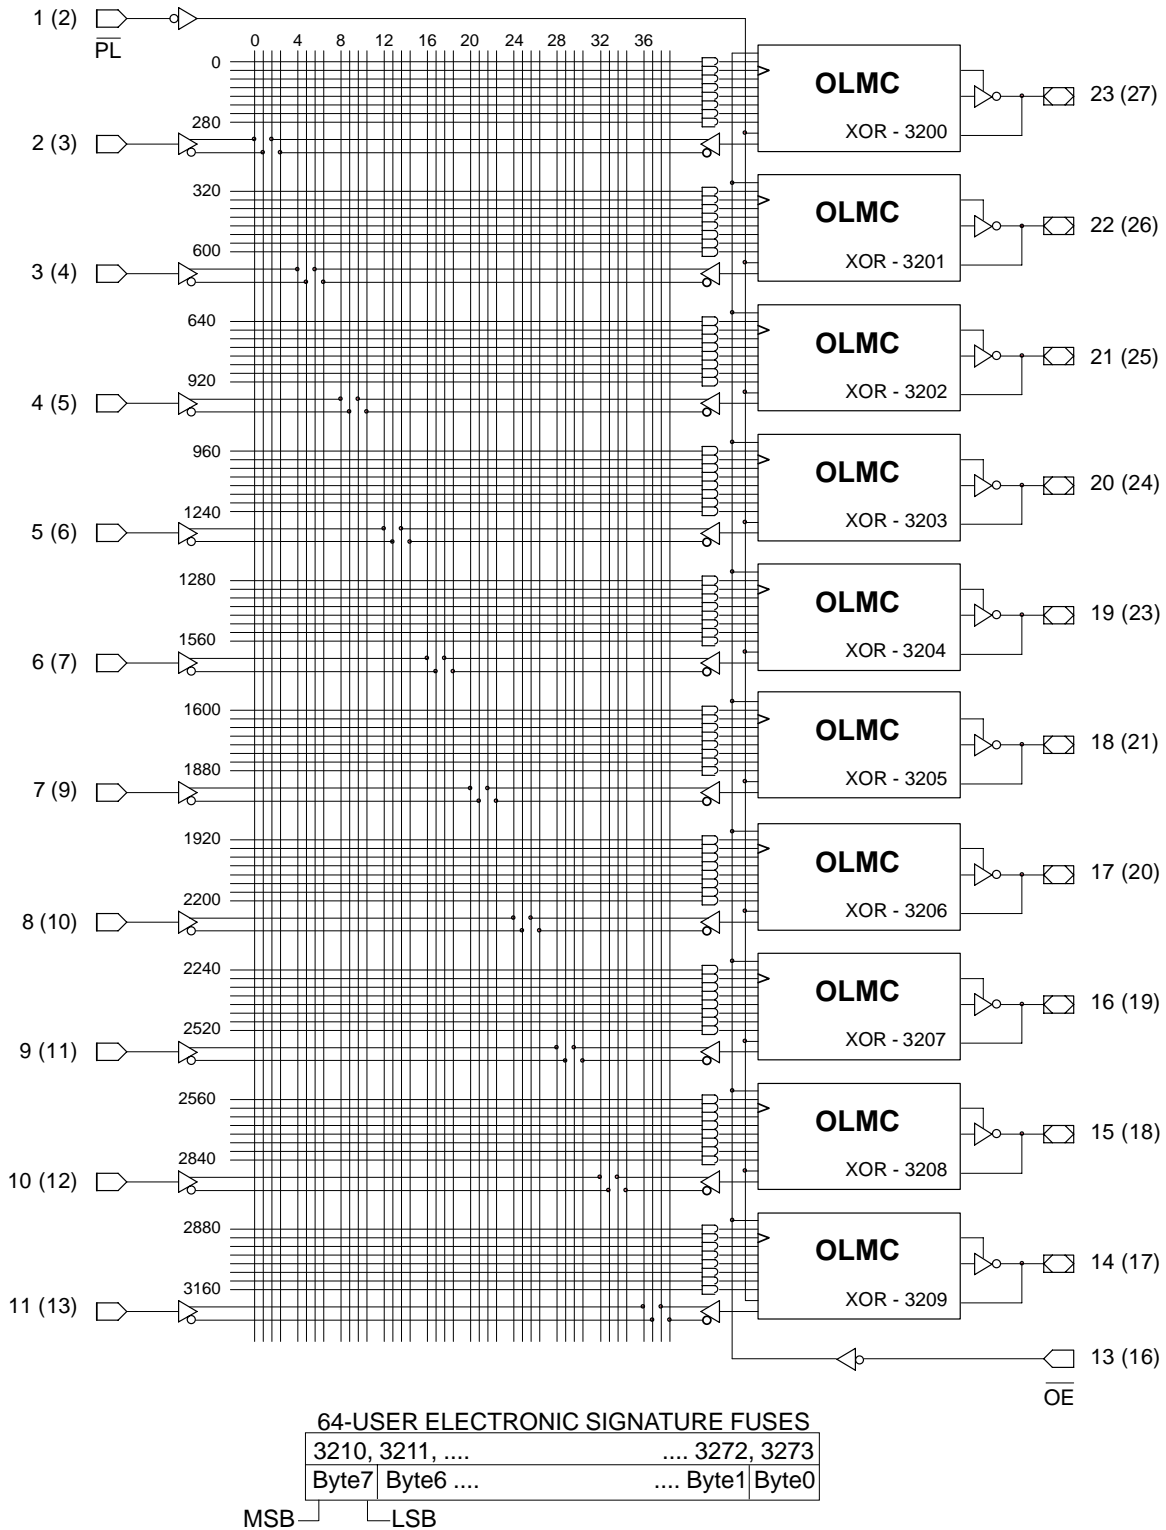 1 (2)
PL
0 4 8 12 16 20 24 28 32 36
0
280
OLMC
XOR - 3200
23 (27)
2 (3)
320
600
OLMC
XOR - 3201
22 (26)
3 (4)
640
920
OLMC
XOR - 3202
21 (25)
4 (5)
960
1240
OLMC
XOR - 3203
20 (24)
5 (6)
1280
1560
OLMC
XOR - 3204
19 (23)
6 (7)
1600
1880
OLMC
XOR - 3205
18 (21)
7 (9)
1920
2200
OLMC
XOR - 3206
17 (20)
8 (10)
2240
2520
OLMC
XOR - 3207
16 (19)
9 (11)
2560
2840
OLMC
XOR - 3208
15 (18)
10 (12)
2880
3160
OLMC
XOR - 3209
14 (17)
11 (13)
13 (16)
OE
64-USER ELECTRONIC SIGNATURE FUSES
3210, 3211, .... .... 3272, 3273
Byte7 Byte6 .... .... Byte1 Byte0
MSB LSB